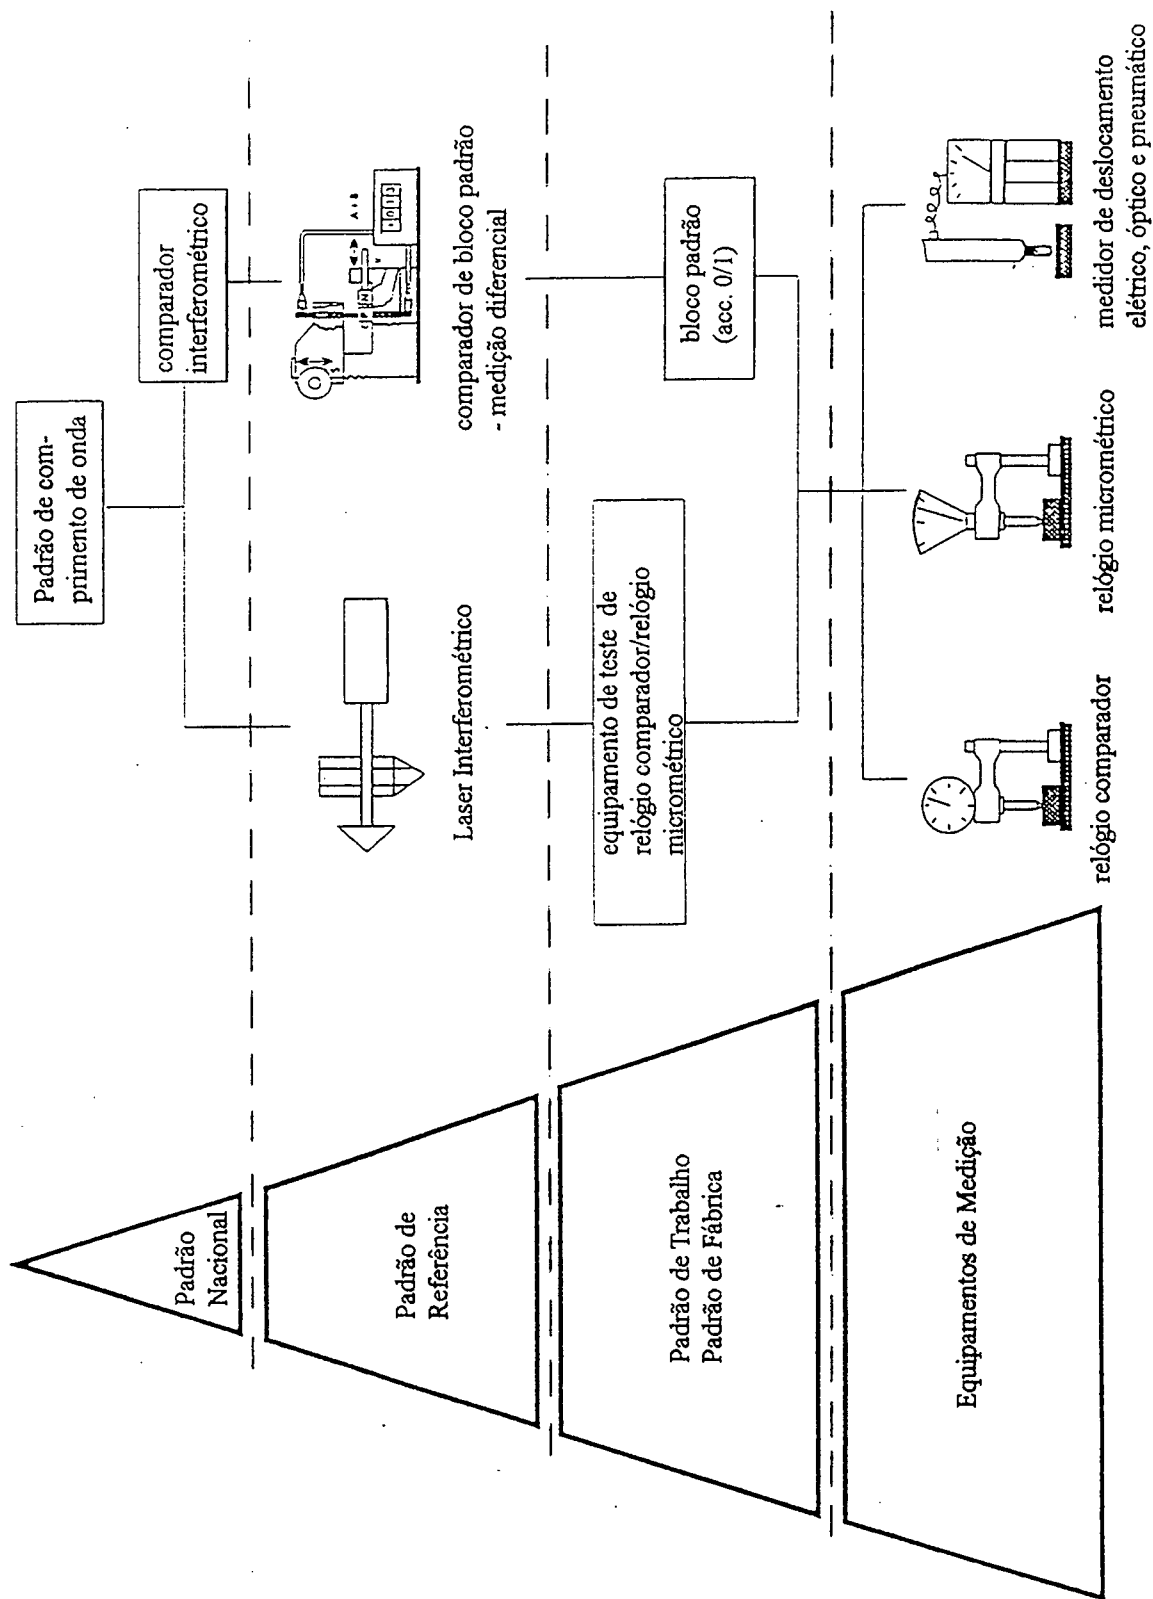 Padrão
Nacional
Padrão de
Referência
Padrão de Trabalho
Padrão de Fábrica
Equipamentos de Medição
Padrão de com-
primento de onda
comparador
interferométrico
Laser Interferométrico
A + B
comparador de bloco padrão
- medição diferencial
equipamento de teste de
relógio comparador/relógio
micrométrico
bloco padrão
(acc. 0/1)
relógio comparador
relógio micrométrico
medidor de deslocamento
elétrico, óptico e pneumático